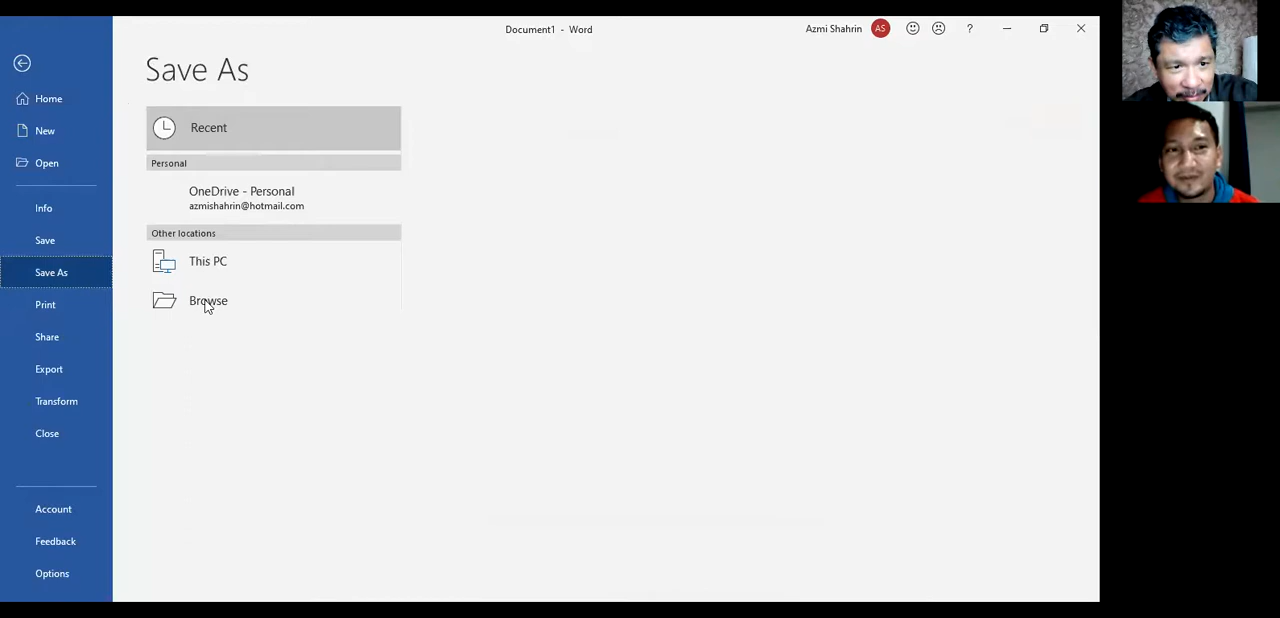 Document1 - Word
Azmi Shahrin
AS
?
Save As
Home
New
Open
Info
Save
Save As
Print
Share
Export
Transform
Close
Account
Feedback
Options
Recent
Personal
OneDrive - Personal
azmishahrin@hotmail.com
Other locations
This PC
Browse